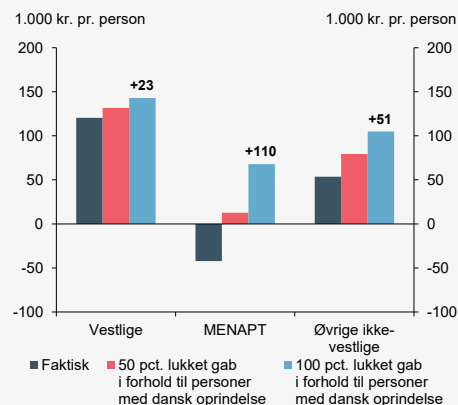 1.000 kr. pr. person
1.000 kr. pr. person
200
150
100
50
0
-50
-100
200
150
100
50
0
-50
-100
+23
+110
+51
Vestlige
MENAPT
Øvrige ikke-
vestlige
Faktisk
50 pct. lukket gab
i forhold til personer
med dansk oprindelse
100 pct. lukket gab
i forhold til personer
med dansk oprindelse